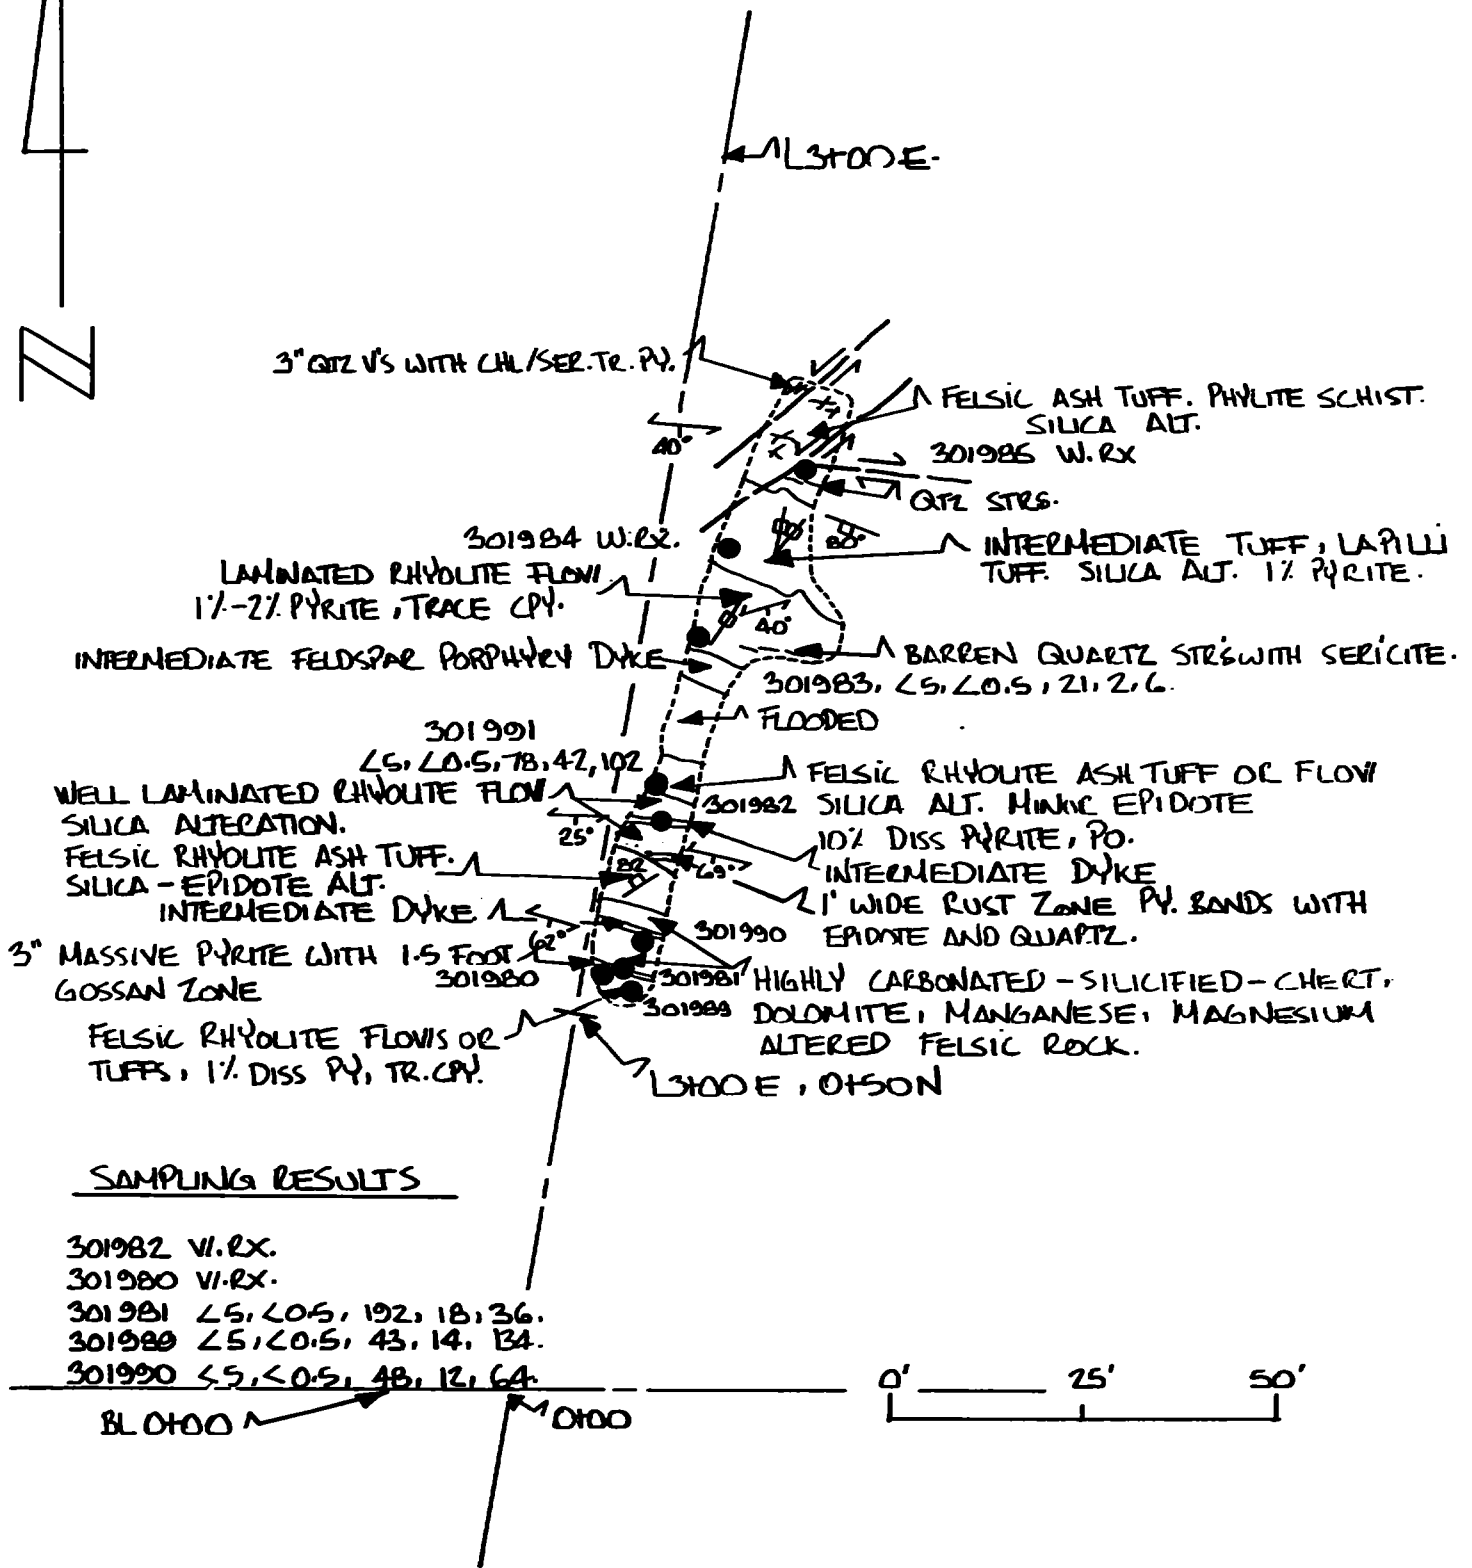 N
L3+00E.
3" QTZ V'S WITH CHL/SER. TR. PY.
FELSIC ASH TUFF. PHYLITE SCHIST.
SILICA ALT.
40°
301985 W.RX
QTZ STRS.
80°
301984 W.RX.
INTERMEDIATE TUFF, LAPILLI
TUFF. SILICA ALT. 1% PYRITE.
LAMINATED RHYOLITE FLOW.
1%-2% PYRITE, TRACE CPY.
40°
INTERMEDIATE FELDSPAR PORPHYRY DYKE
BARREN QUARTZ STR'S WITH SERICITE.
301983, <5, <0.5, 21, 2, 6.
FLOODED
301991
<5, <0.5, 78, 42, 102
FELSIC RHYOLITE ASH TUFF OR FLOW
SILICA ALT. MINIC EPIDOTE
10% DISS PYRITE, PO.
WELL LAMINATED RHYOLITE FLOW
SILICA ALTERATION.
301982
25°
INTERMEDIATE DYKE
FELSIC RHYOLITE ASH TUFF.
SILICA - EPIDOTE ALT.
82
69°
1' WIDE RUST ZONE PY. BANDS WITH
EPIDOTE AND QUARTZ.
INTERMEDIATE DYKE
62°
301990
3" MASSIVE PYRITE WITH 1.5 FOOT
GOSSAN ZONE
301980
301981
301989
HIGHLY CARBONATED - SILICIFIED - CHERT,
DOLOMITE, MANGANESE, MAGNESIUM
ALTERED FELSIC ROCK.
FELSIC RHYOLITE FLOWS OR
TUFFS, 1% DISS PY, TR. CPY.
L3+00E, 0+50N
SAMPLING RESULTS
301982 W.RX.
301980 W.RX.
301981 <5, <0.5, 192, 18, 36.
301989 <5, <0.5, 43, 14, 134.
301990 <5, <0.5, 48, 12, 64.
BL 0+00
0+00
0' 25' 50'